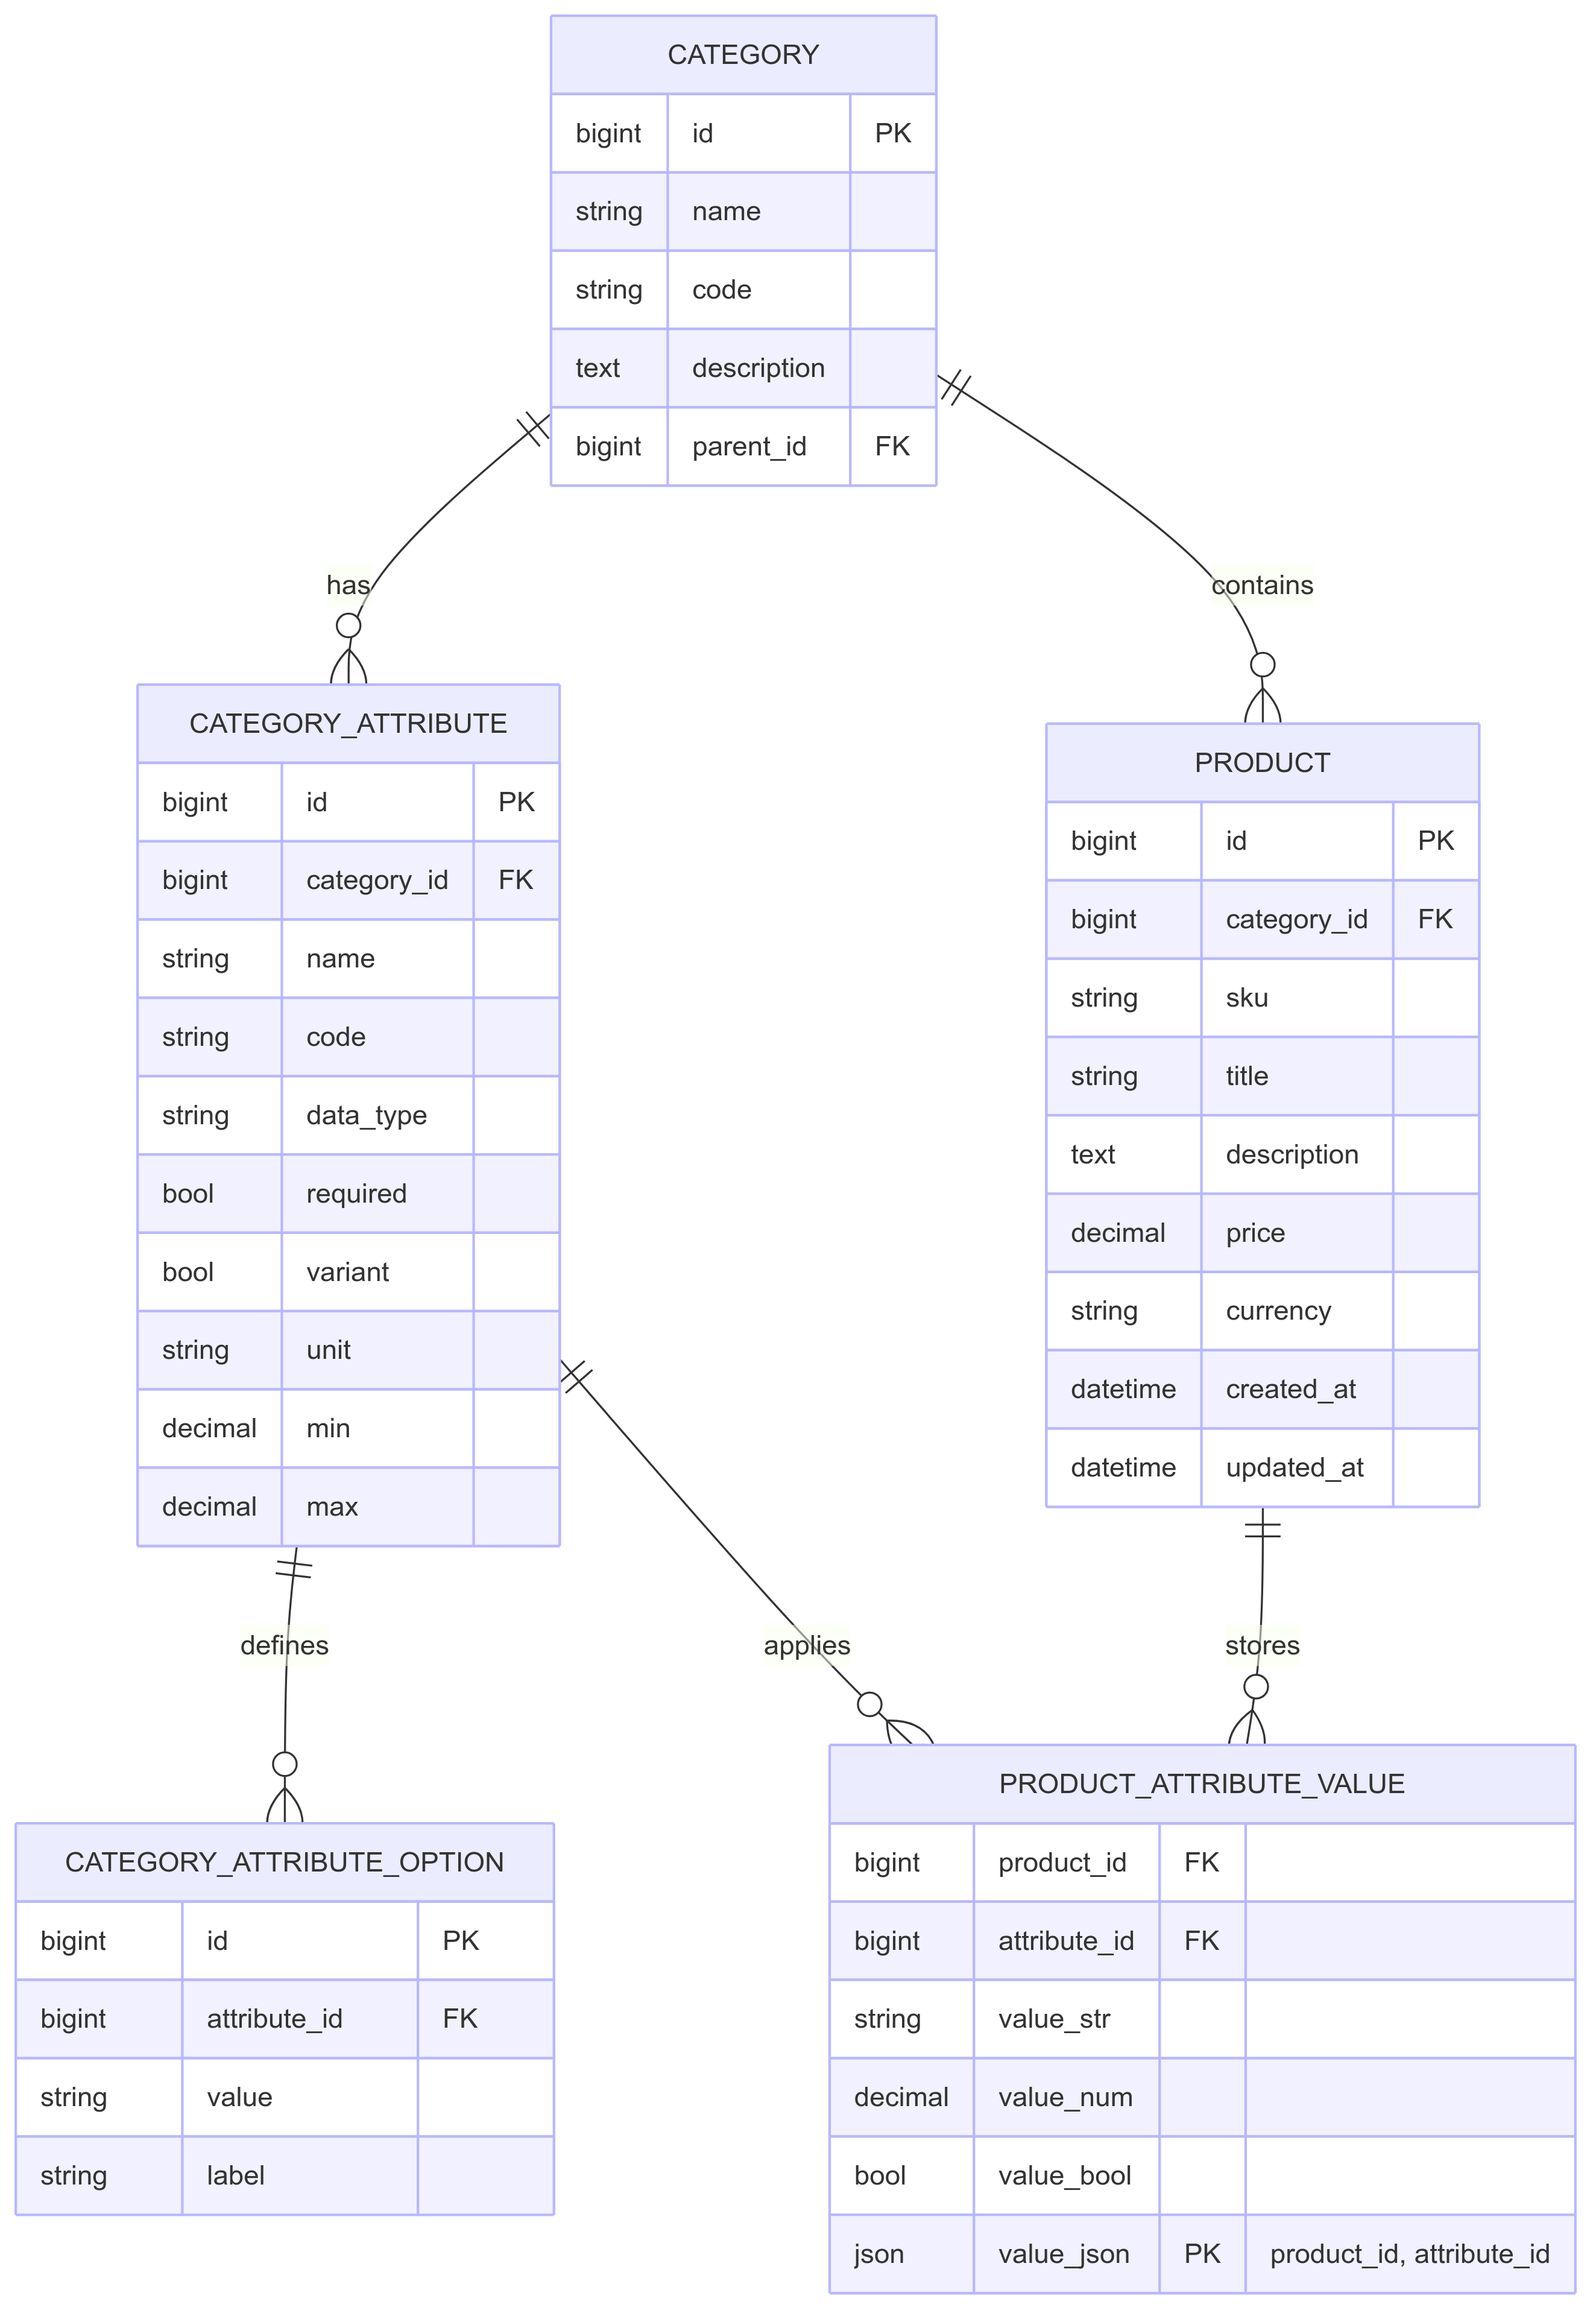 CATEGORY
bigint id PK
string name
string code
text description
bigint parent_id FK
has
contains
CATEGORY_ATTRIBUTE
bigint id PK
bigint category_id FK
string name
string code
string data_type
bool required
bool variant
string unit
decimal min
decimal max
PRODUCT
bigint id PK
bigint category_id FK
string sku
string title
text description
decimal price
string currency
datetime created_at
datetime updated_at
defines
applies
stores
CATEGORY_ATTRIBUTE_OPTION
bigint id PK
bigint attribute_id FK
string value
string label
PRODUCT_ATTRIBUTE_VALUE
bigint product_id FK
bigint attribute_id FK
string value_str
decimal value_num
bool value_bool
json value_json PK product_id, attribute_id